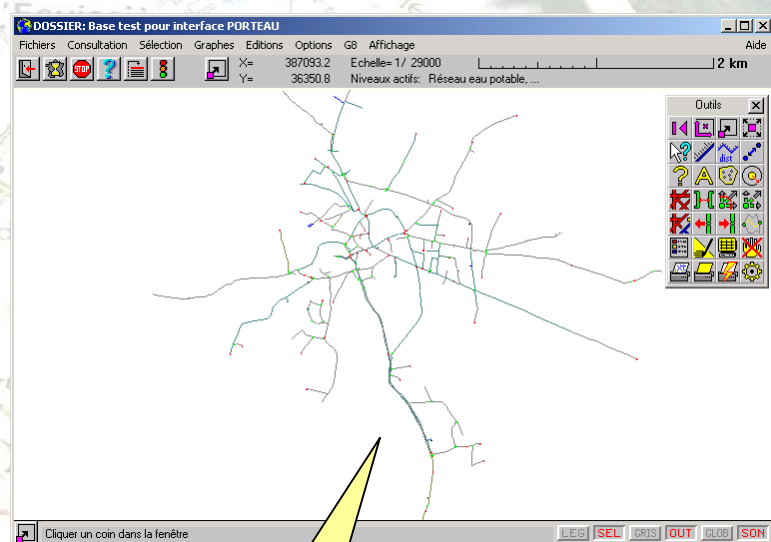 DOSSIER: Base test pour interface PORTEAU
Fichiers Consultation Sélection Graphes Editions Options G8 Affichage Aide
STOP X= 387093.2 Echelle= 1/ 29000 2 km
Y= 36350.8 Niveaux actifs: Réseau eau potable, ...
Outils
dist
Cliquer un coin dans la fenêtre LEG SEL GRIS OUT GLOB SON